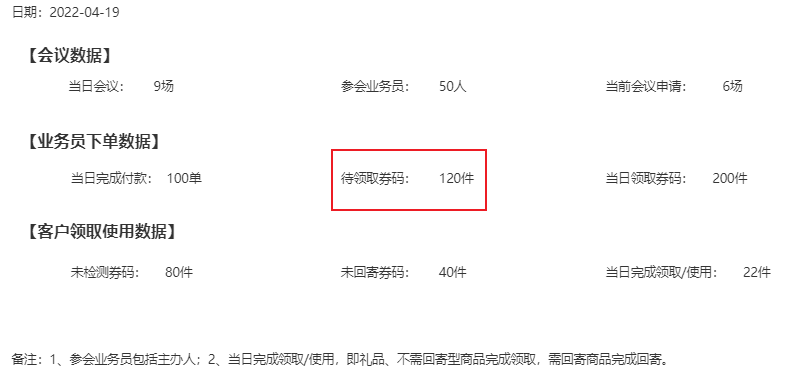 日期：2022-04-19
【会议数据】
当日会议： 9场 参会业务员： 50人 当前会议申请： 6场
【业务员下单数据】
当日完成付款： 100单 待领取券码： 120件 当日领取券码： 200件
【客户领取使用数据】
未检测券码： 80件 未回寄券码： 40件 当日完成领取/使用： 22件
备注：1、参会业务员包括主办人；2、当日完成领取/使用，即礼品、不需回寄型商品完成领取，需回寄商品完成回寄。